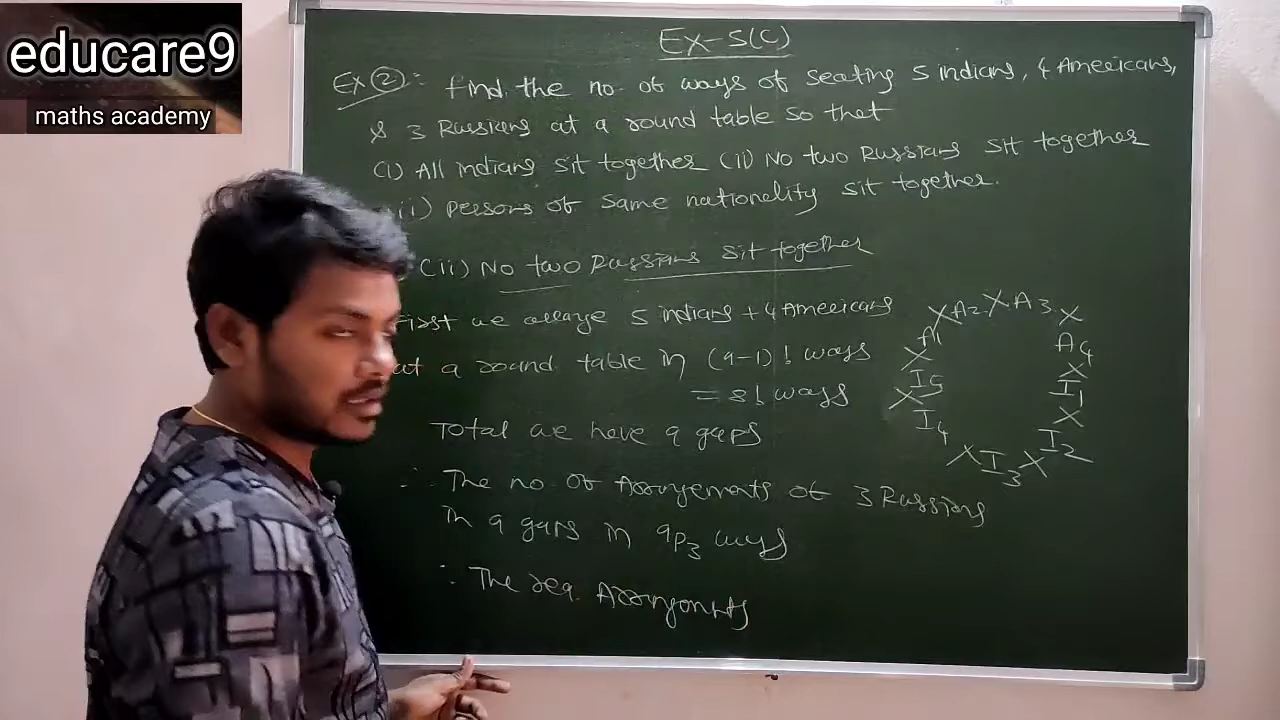 educare9
maths academy
Ex-5(C)
Ex ② : find the no. of ways of seating 5 indians, 4 Americans,
& 3 Russians at a round table so that
(i) All indians sit together (ii) No two Russians sit together
ii) persons of same nationality sit together.
(ii) No two Russians sit together
First we arrange 5 indians + 4 Americans
at a round table in (9-1)! ways
= 8! ways
Total we have 9 gaps
∴ The no. of Arrangements of 3 Russians
in 9 gaps in 9P3 ways
∴ The req. Arrangements
X A2 X A3 X
A1 A4
X X
I5 I1
X X
I4 I2
X I3 X